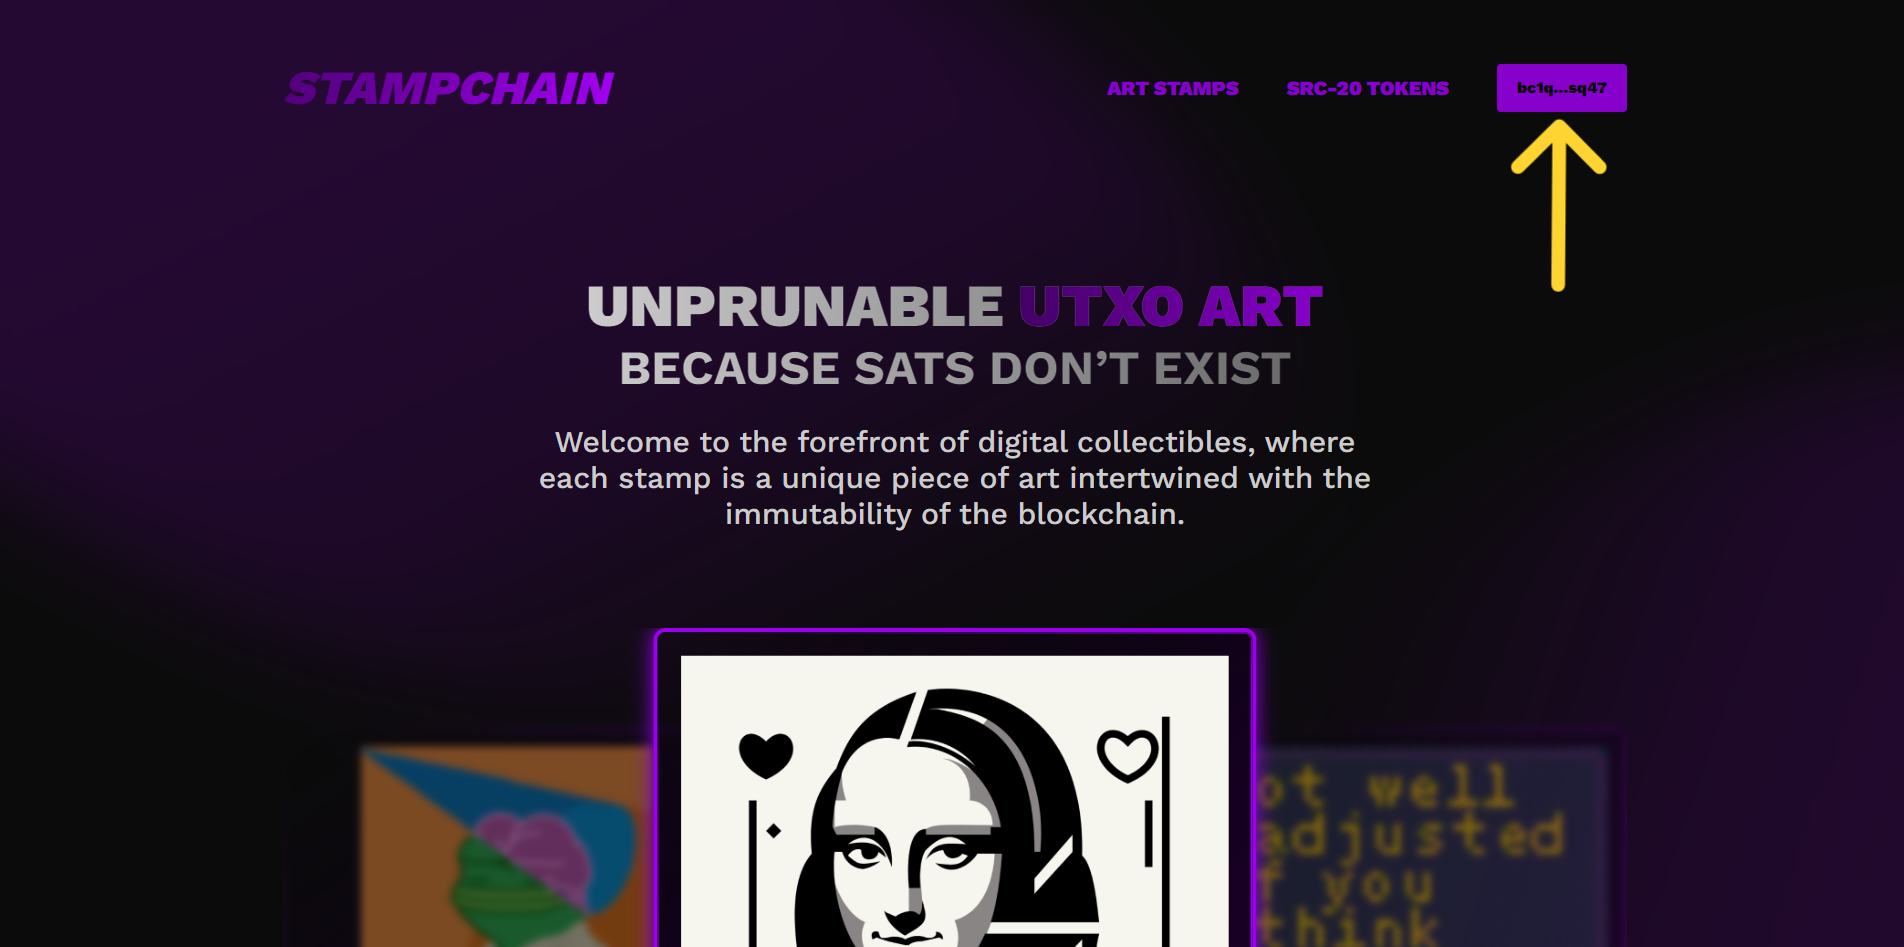 STAMPCHAIN
ART STAMPS
SRC-20 TOKENS
bc1q...sq47
UNPRUNABLE UTXO ART
BECAUSE SATS DON’T EXIST
Welcome to the forefront of digital collectibles, where
each stamp is a unique piece of art intertwined with the
immutability of the blockchain.
ot well
adjusted
f you
think